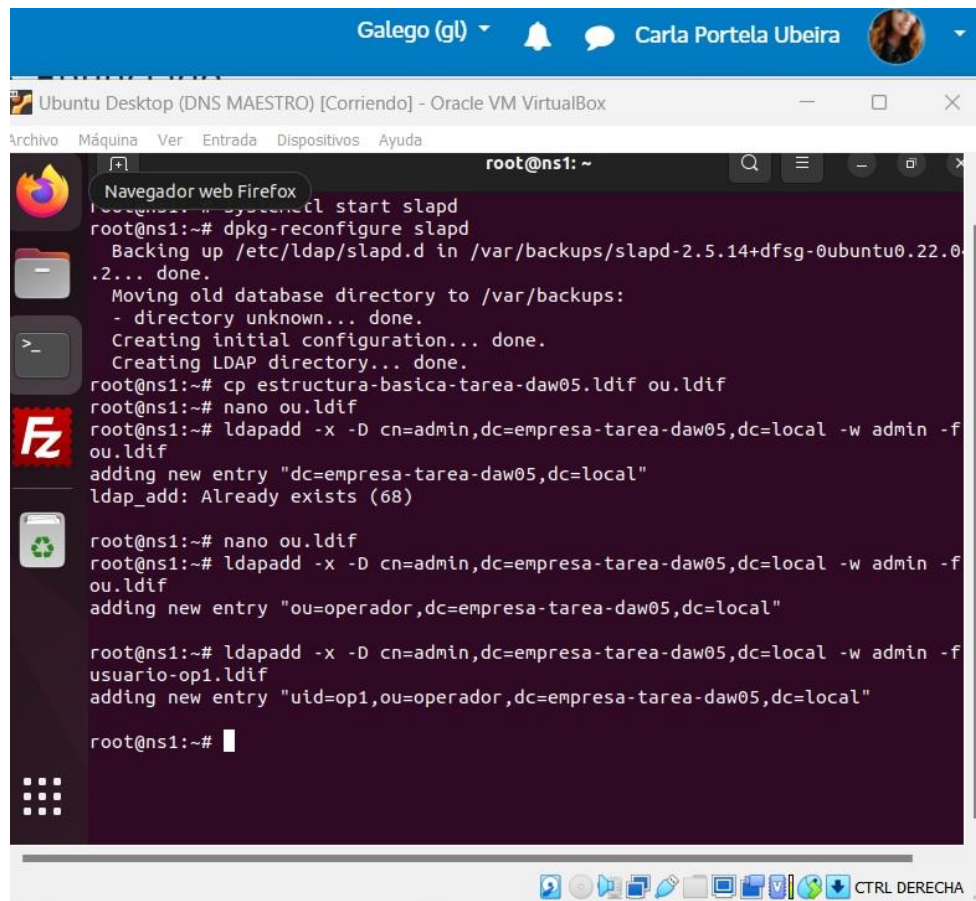 Galego (gl)
Carla Portela Ubeira
Ubuntu Desktop (DNS MAESTRO) [Corriendo] - Oracle VM VirtualBox
Archivo Máquina Ver Entrada Dispositivos Ayuda
root@ns1: ~
Navegador web Firefox
root@ns1:~# systemctl start slapd
root@ns1:~# dpkg-reconfigure slapd
Backing up /etc/ldap/slapd.d in /var/backups/slapd-2.5.14+dfsg-0ubuntu0.22.04
.2... done.
Moving old database directory to /var/backups:
- directory unknown... done.
Creating initial configuration... done.
Creating LDAP directory... done.
root@ns1:~# cp estructura-basica-tarea-daw05.ldif ou.ldif
root@ns1:~# nano ou.ldif
root@ns1:~# ldapadd -x -D cn=admin,dc=empresa-tarea-daw05,dc=local -w admin -f
ou.ldif
adding new entry "dc=empresa-tarea-daw05,dc=local"
ldap_add: Already exists (68)
root@ns1:~# nano ou.ldif
root@ns1:~# ldapadd -x -D cn=admin,dc=empresa-tarea-daw05,dc=local -w admin -f
ou.ldif
adding new entry "ou=operador,dc=empresa-tarea-daw05,dc=local"
root@ns1:~# ldapadd -x -D cn=admin,dc=empresa-tarea-daw05,dc=local -w admin -f
usuario-op1.ldif
adding new entry "uid=op1,ou=operador,dc=empresa-tarea-daw05,dc=local"
root@ns1:~#
CTRL DERECHA